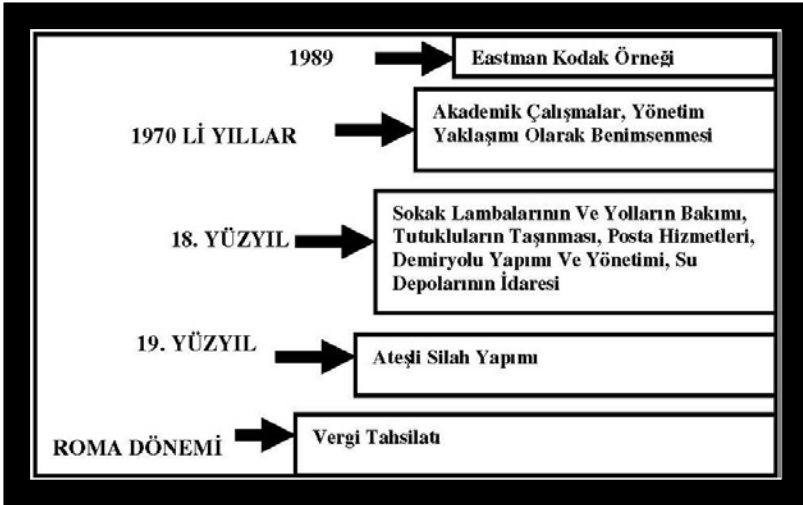 1989
Eastman Kodak Örneği
1970 Lİ YILLAR
Akademik Çalışmalar, Yönetim
Yaklaşımı Olarak Benimsenmesi
18. YÜZYIL
Sokak Lambalarının Ve Yolların Bakımı,
Tutukluların Taşınması, Posta Hizmetleri,
Demiryolu Yapımı Ve Yönetimi, Su
Depolarının İdaresi
19. YÜZYIL
Ateşli Silah Yapımı
ROMA DÖNEMİ
Vergi Tahsilatı